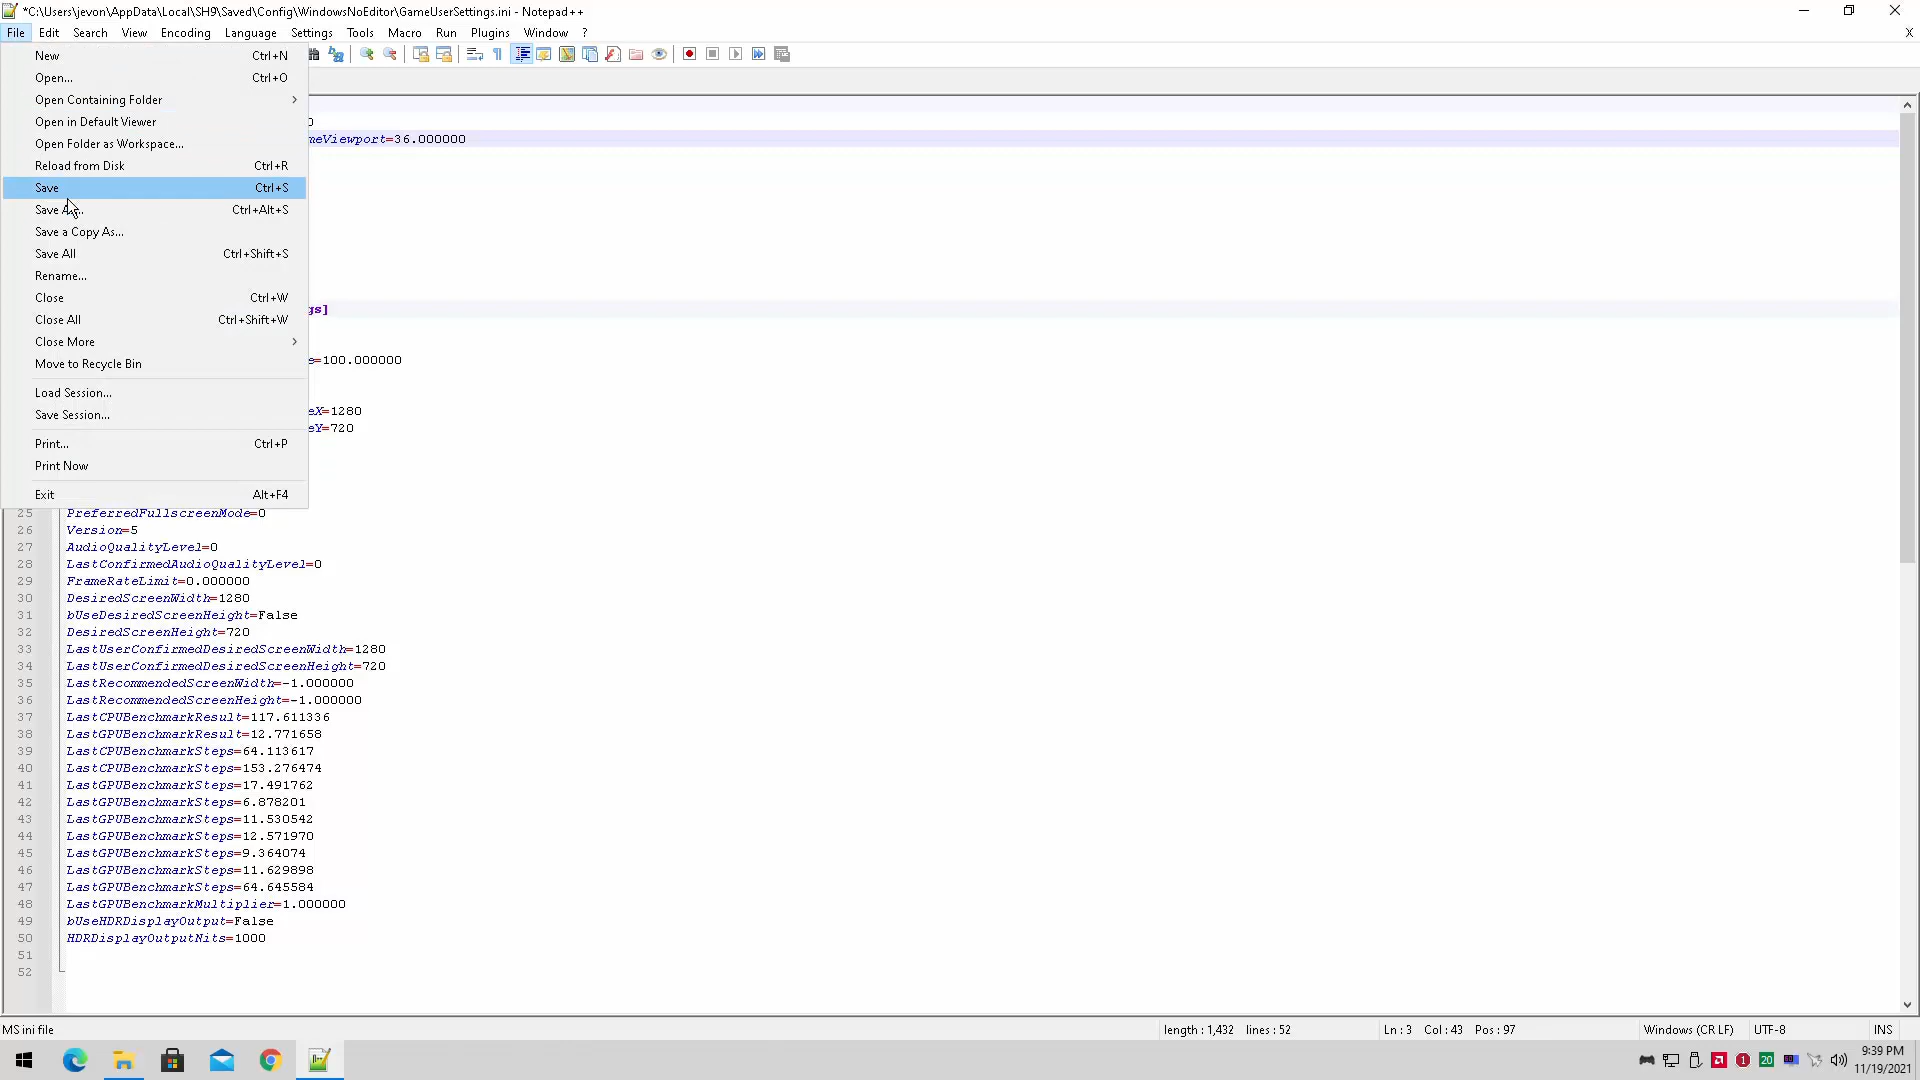 *C:\Users\jevon\AppData\Local\SH9\Saved\Config\WindowsNoEditor\GameUserSettings.ini - Notepad++
File Edit Search View Encoding Language Settings Tools Macro Run Plugins Window ? X
New Ctrl+N
Open... Ctrl+O
Open Containing Folder
Open in Default Viewer
Open Folder as Workspace...
Reload from Disk Ctrl+R
Save Ctrl+S
Save As... Ctrl+Alt+S
Save a Copy As...
Save All Ctrl+Shift+S
Rename...
Close Ctrl+W
Close All Ctrl+Shift+W
Close More
Move to Recycle Bin
Load Session...
Save Session...
Print... Ctrl+P
Print Now
Exit Alt+F4
0
meViewport=36.000000
gs]
e=100.000000
eX=1280
eY=720
25 PreferredFullscreenMode=0
26 Version=5
27 AudioQualityLevel=0
28 LastConfirmedAudioQualityLevel=0
29 FrameRateLimit=0.000000
30 DesiredScreenWidth=1280
31 bUseDesiredScreenHeight=False
32 DesiredScreenHeight=720
33 LastUserConfirmedDesiredScreenWidth=1280
34 LastUserConfirmedDesiredScreenHeight=720
35 LastRecommendedScreenWidth=-1.000000
36 LastRecommendedScreenHeight=-1.000000
37 LastCPUBenchmarkResult=117.611336
38 LastGPUBenchmarkResult=12.771658
39 LastCPUBenchmarkSteps=64.113617
40 LastCPUBenchmarkSteps=153.276474
41 LastGPUBenchmarkSteps=17.491762
42 LastGPUBenchmarkSteps=6.878201
43 LastGPUBenchmarkSteps=11.530542
44 LastGPUBenchmarkSteps=12.571970
45 LastGPUBenchmarkSteps=9.364074
46 LastGPUBenchmarkSteps=11.629898
47 LastGPUBenchmarkSteps=64.645584
48 LastGPUBenchmarkMultiplier=1.000000
49 bUseHDRDisplayOutput=False
50 HDRDisplayOutputNits=1000
51
52
MS ini file length : 1,432 lines : 52 Ln : 3 Col : 43 Pos : 97 Windows (CR LF) UTF-8 INS
1 20 9:39 PM
11/19/2021